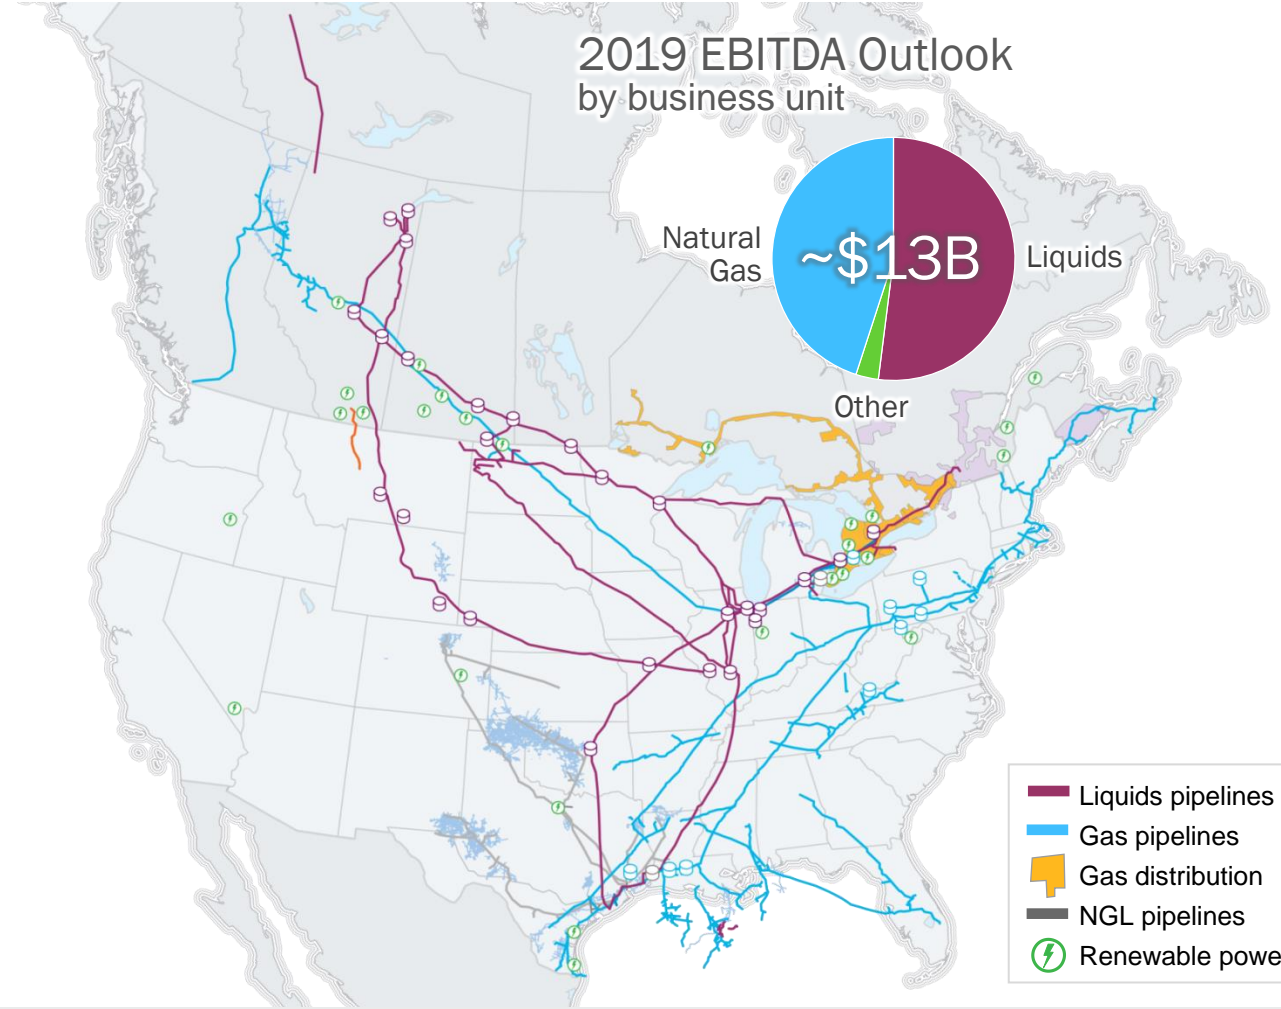 2019 EBITDA Outlook
by business unit
Natural
Gas
~$13B
Liquids
Other
Liquids pipelines
Gas pipelines
Gas distribution
NGL pipelines
Renewable powe